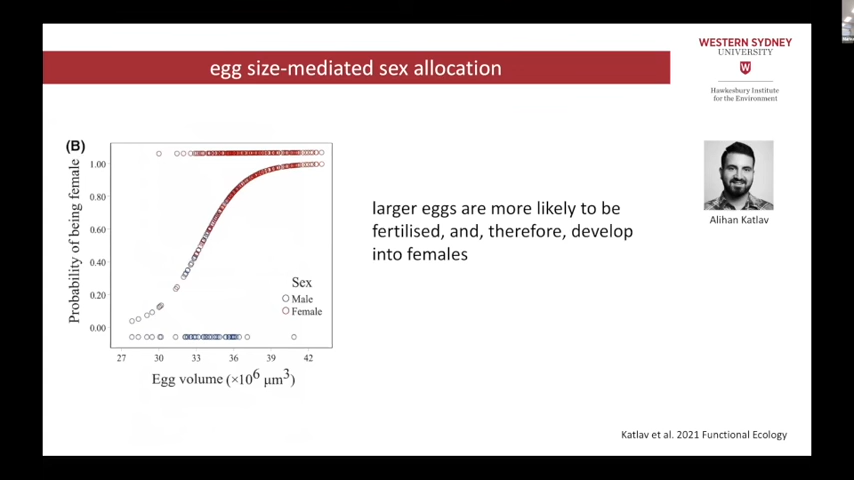 egg size-mediated sex allocation
WESTERN SYDNEY
UNIVERSITY
W
Hawkesbury Institute
for the Environment
(B)
Probability of being female
1.00
0.80
0.60
0.40
0.20
0.00
Sex
Male
Female
27 30 33 36 39 42
Egg volume (×10⁶ μm³)
larger eggs are more likely to be
fertilised, and, therefore, develop
into females
Alihan Katlav
Katlav et al. 2021 Functional Ecology